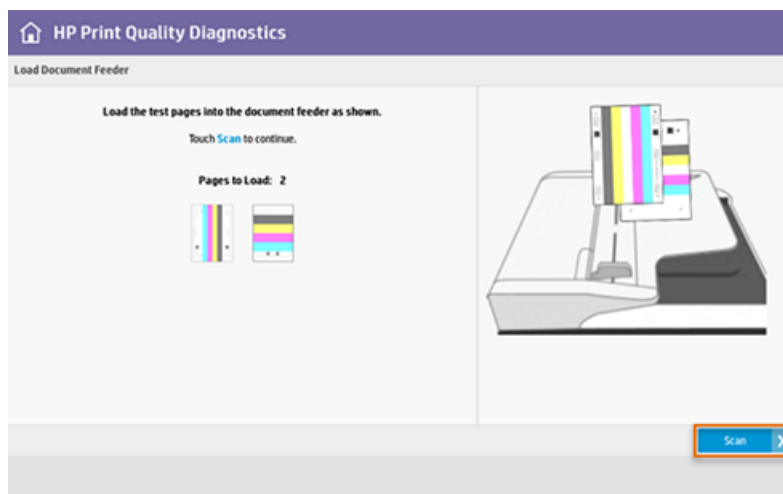 HP Print Quality Diagnostics
Load Document Feeder
Load the test pages into the document feeder as shown.
Touch Scan to continue.
Pages to Load: 2
Scan